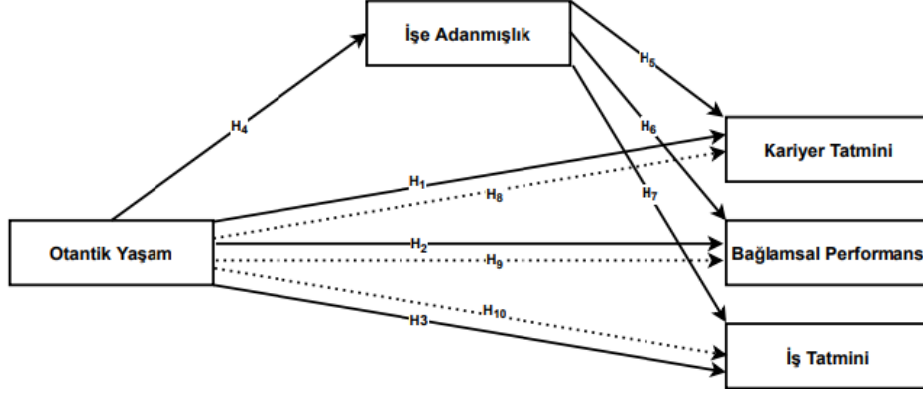 İşe Adanmışlık
H5
H4
H6
Kariyer Tatmini
H1
H8
H7
Otantik Yaşam
H2
Bağlamsal Performans
H9
H10
H3
İş Tatmini